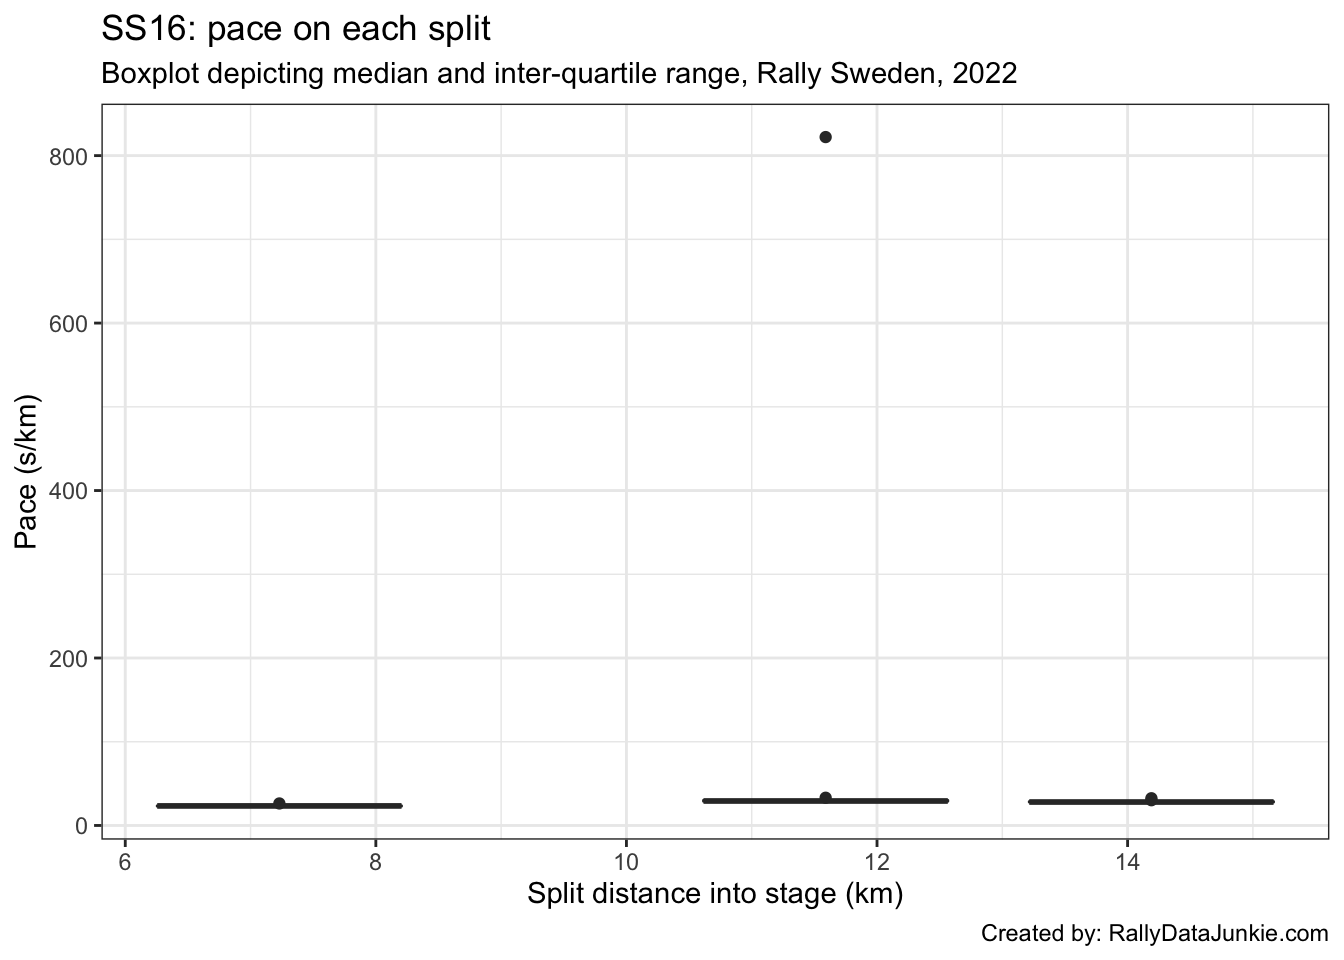 SS16: pace on each split
Boxplot depicting median and inter-quartile range, Rally Sweden, 2022
800
600
400
200
0
Pace (s/km)
6 8 10 12 14
Split distance into stage (km)
Created by: RallyDataJunkie.com